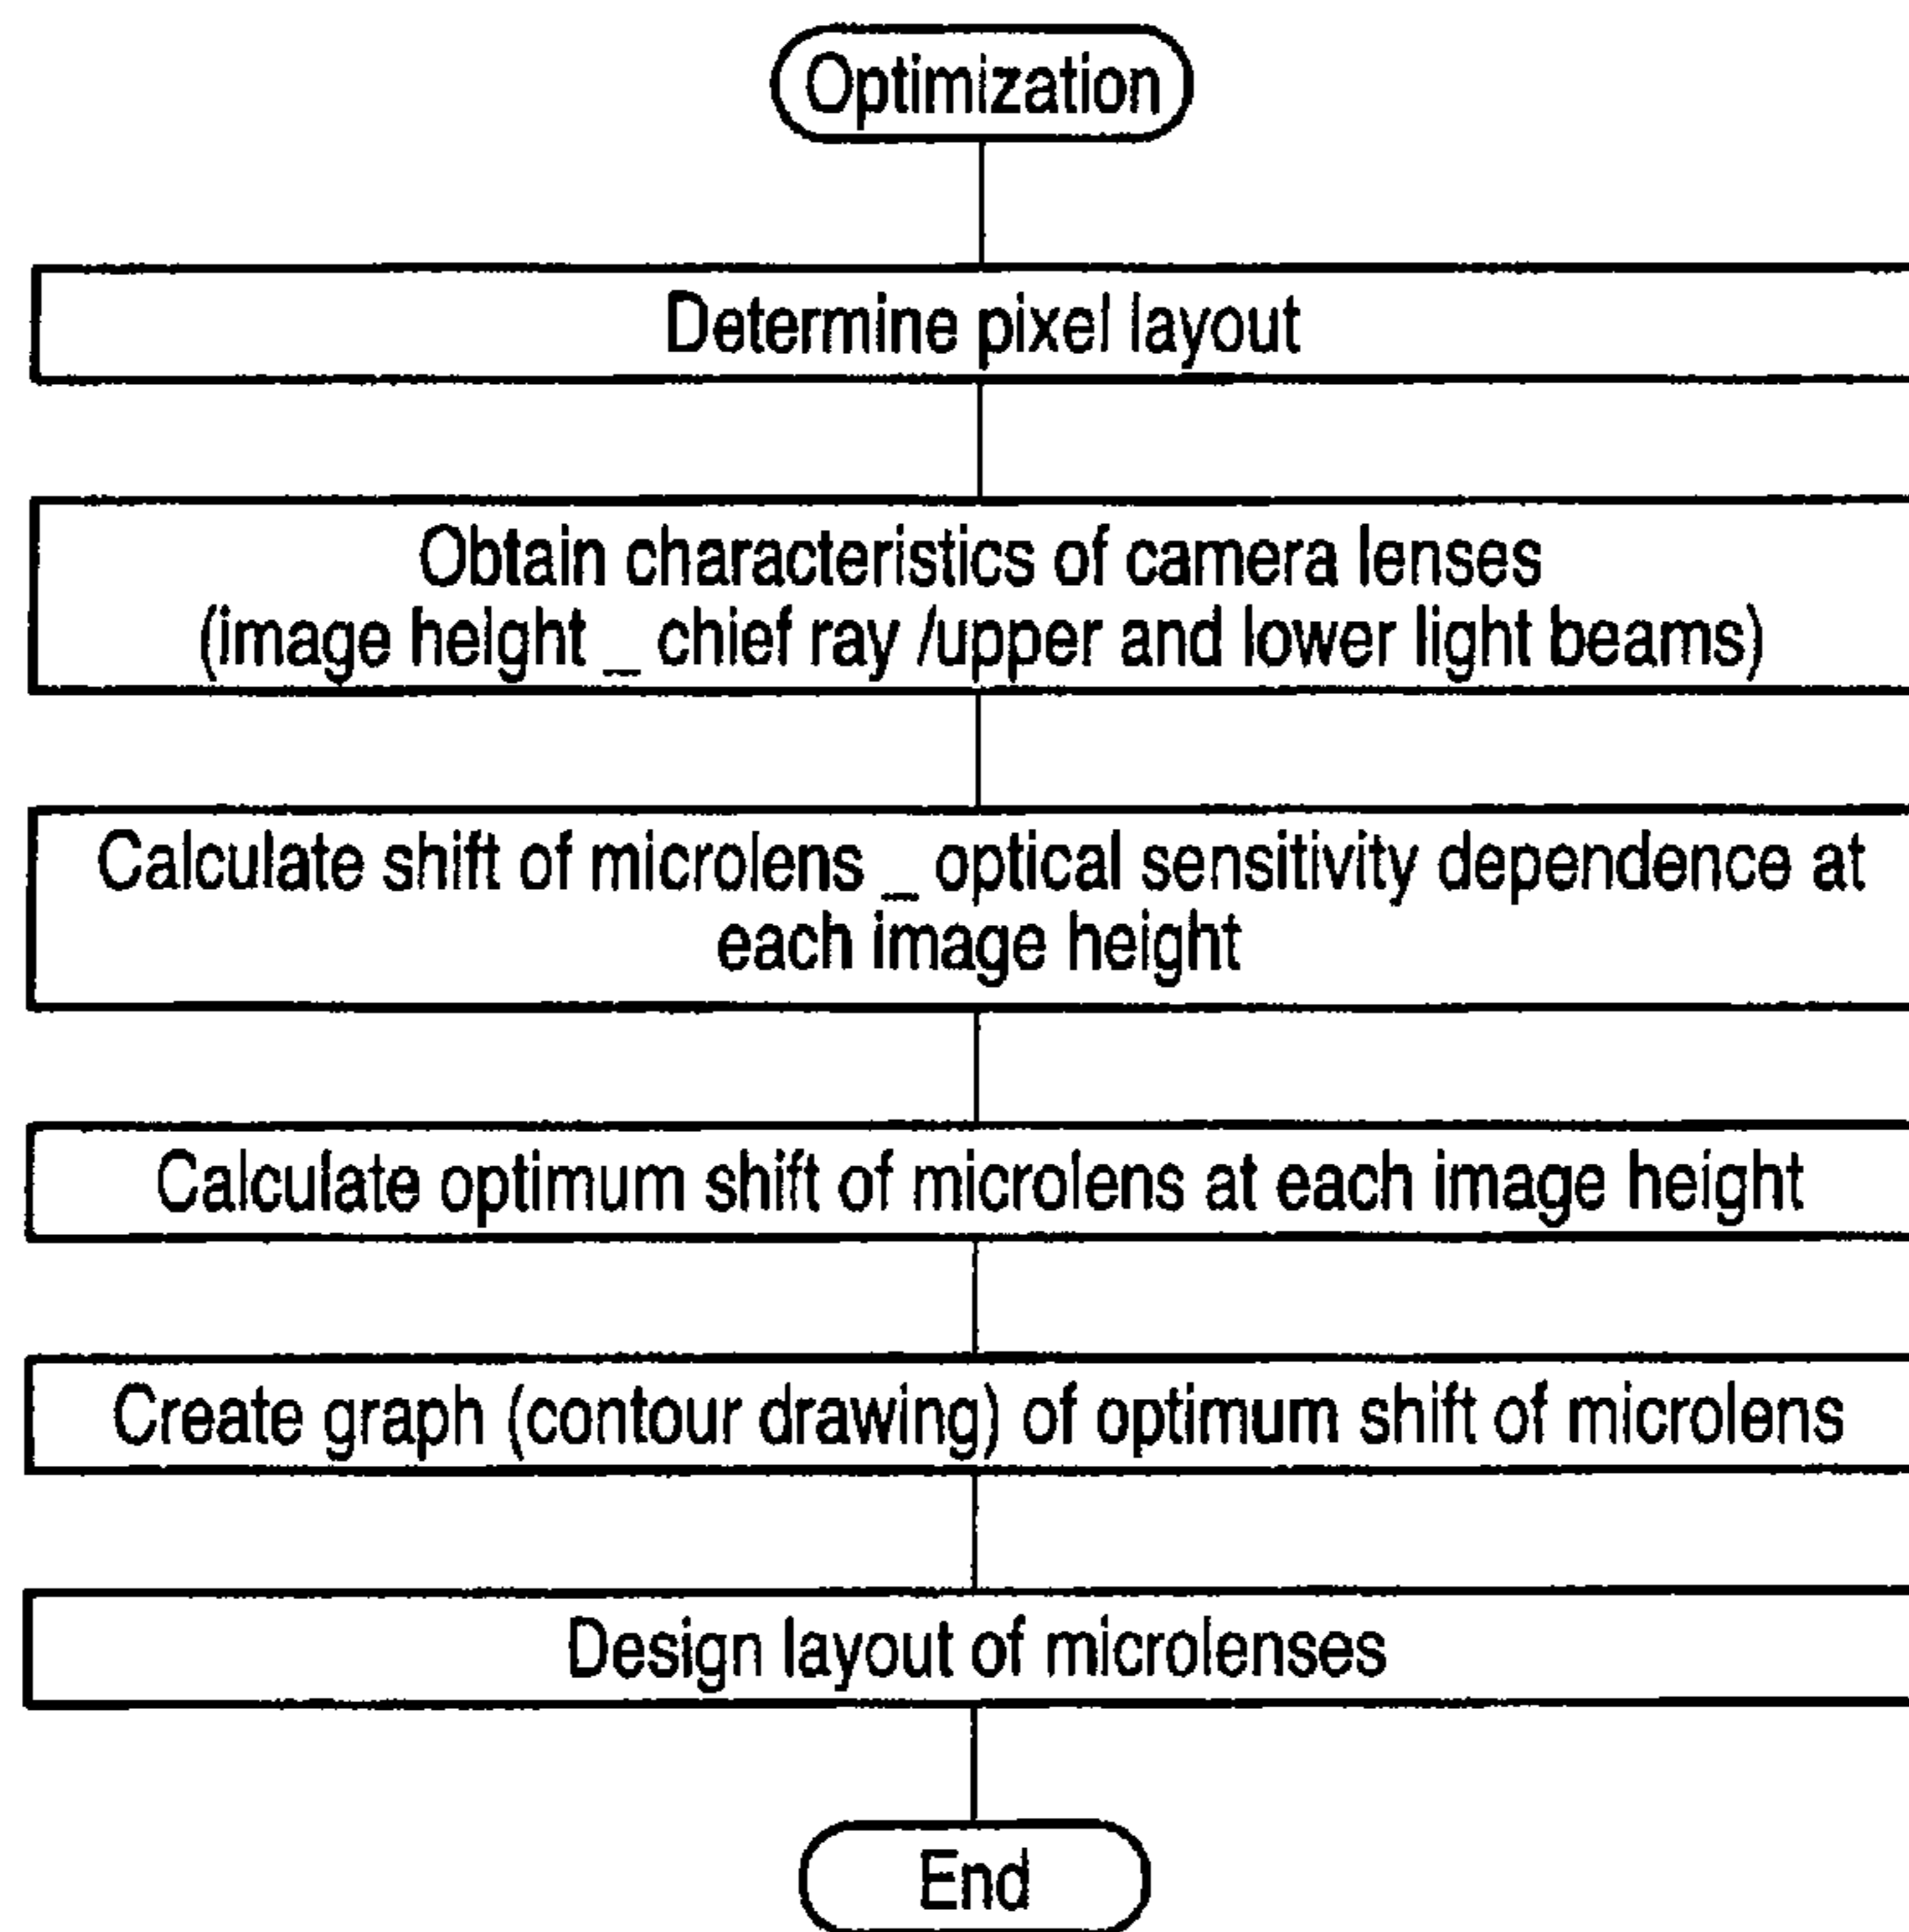 Optimization
Determine pixel layout
Obtain characteristics of camera lenses
(image height _ chief ray /upper and lower light beams)
Calculate shift of microlens _ optical sensitivity dependence at
each image height
Calculate optimum shift of microlens at each image height
Create graph (contour drawing) of optimum shift of microlens
Design layout of microlenses
End